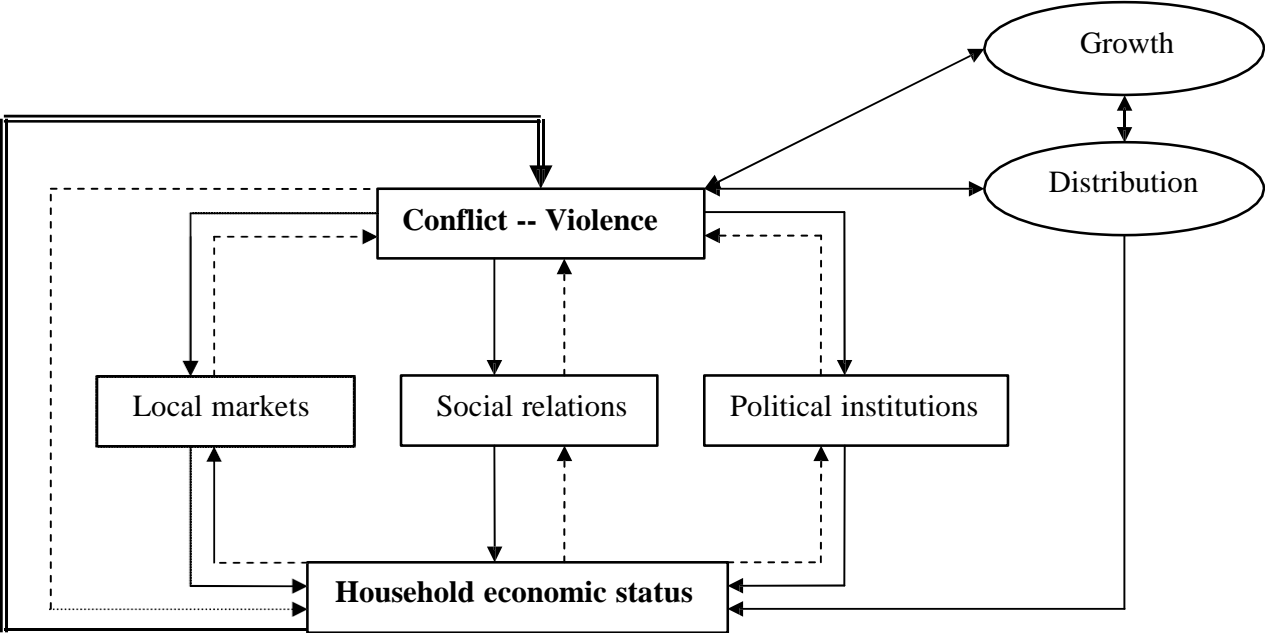 Growth
Distribution
Conflict -- Violence
Local markets
Social relations
Political institutions
Household economic status